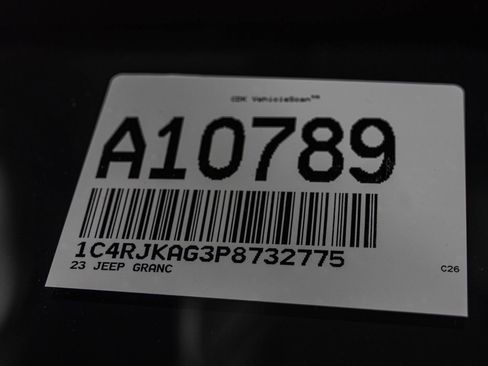 CDK VehicleScan™
A10789
1C4RJKAG3P8732775
23 JEEP GRANC
C26